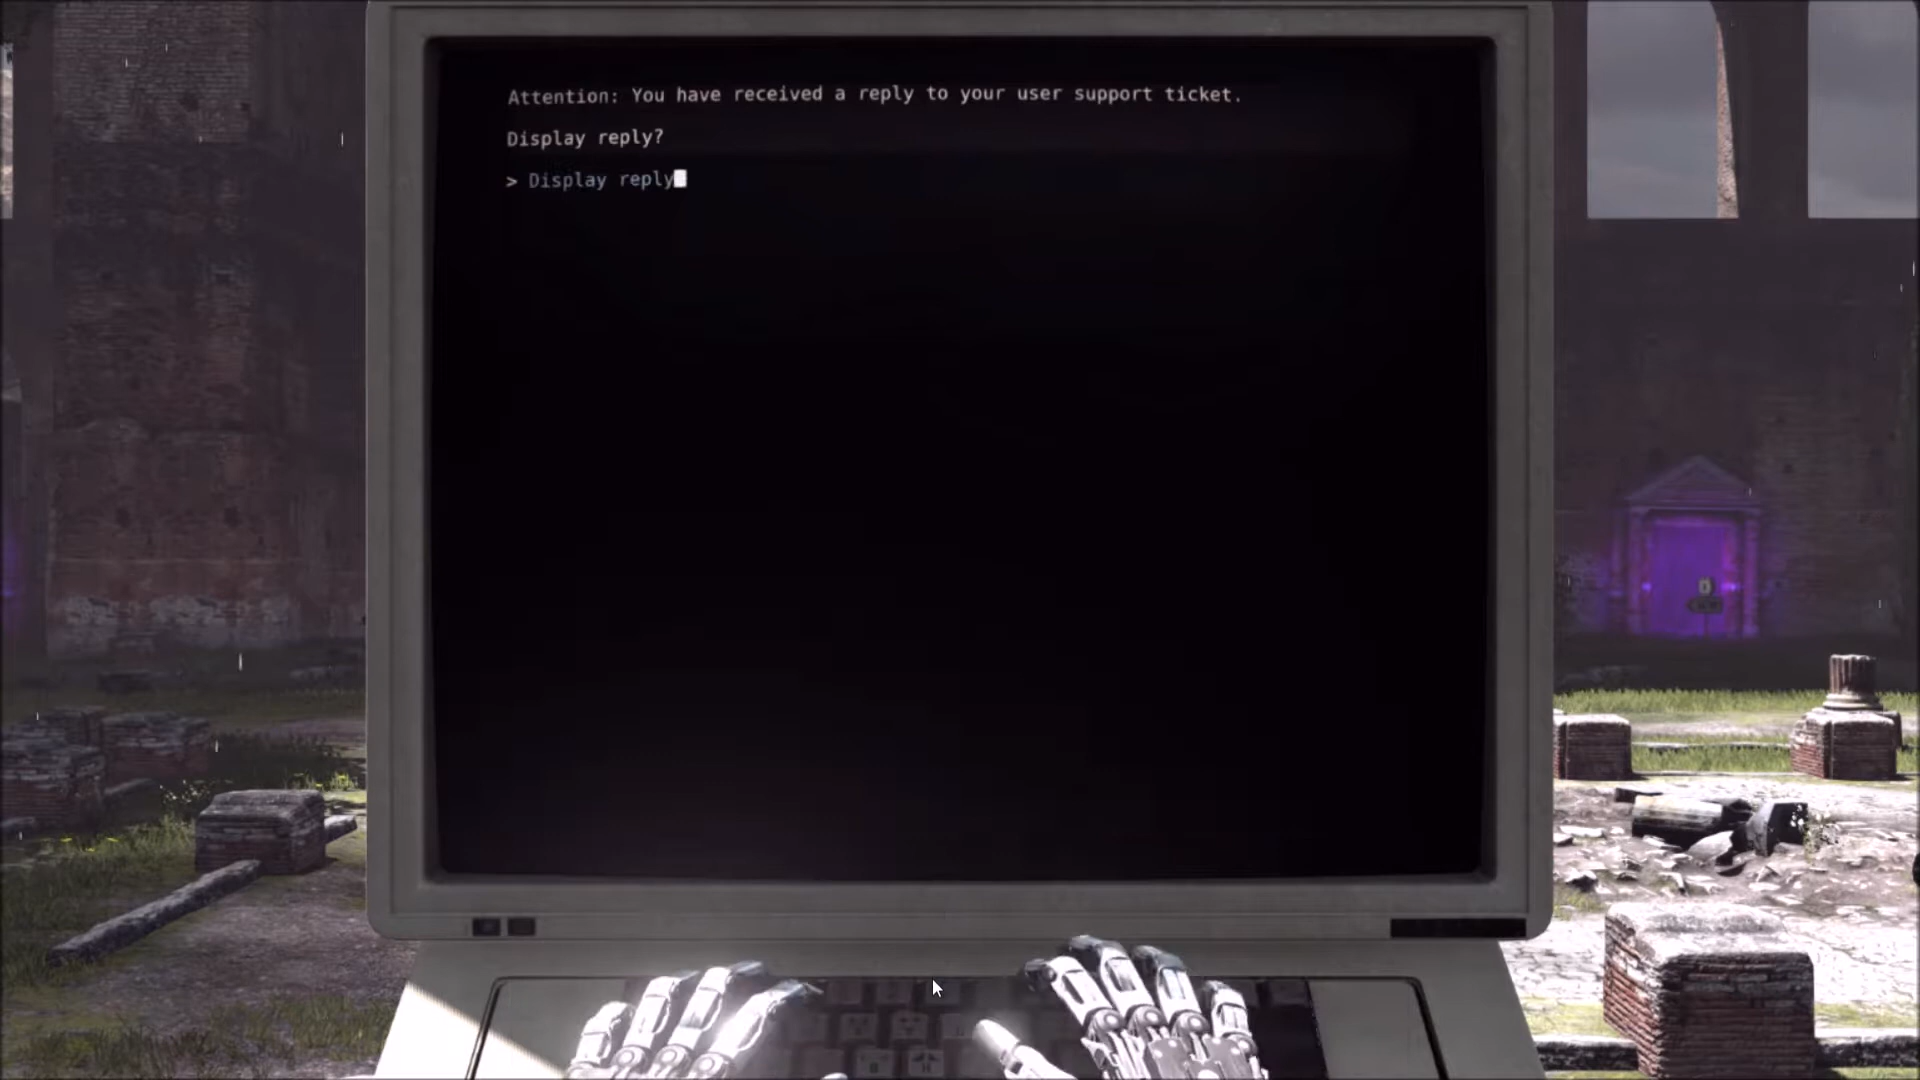 Attention: You have received a reply to your user support ticket.
Display reply?
> Display reply